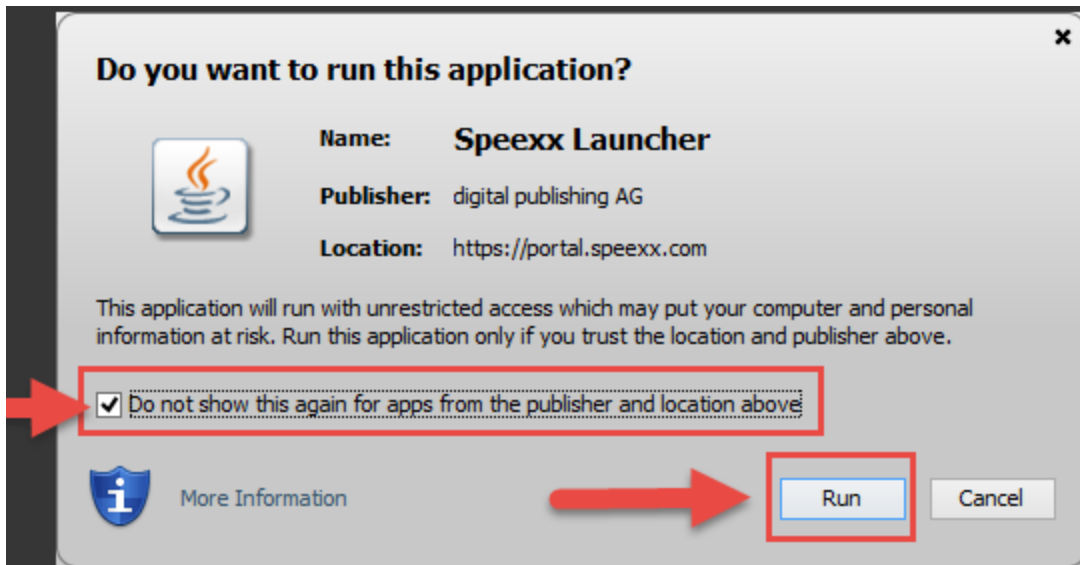 Do you want to run this application?
Name: Speexx Launcher
Publisher: digital publishing AG
Location: https://portal.speexx.com
This application will run with unrestricted access which may put your computer and personal
information at risk. Run this application only if you trust the location and publisher above.
Do not show this again for apps from the publisher and location above
More Information
Run
Cancel